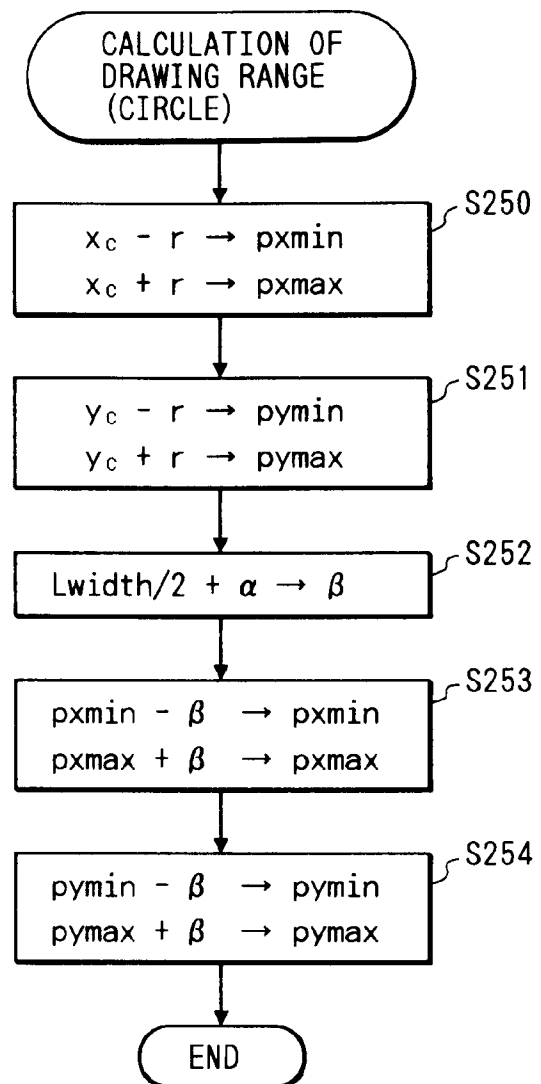 CALCULATION OF
DRAWING RANGE
(CIRCLE)
S250
xc - r → pxmin
xc + r → pxmax
S251
yc - r → pymin
yc + r → pymax
S252
Lwidth/2 + α → β
S253
pxmin - β → pxmin
pxmax + β → pxmax
S254
pymin - β → pymin
pymax + β → pymax
END